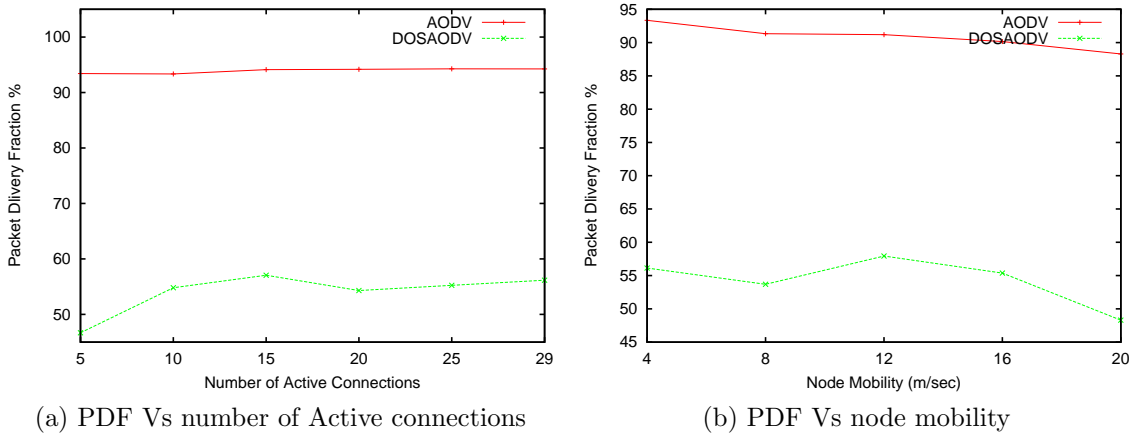 AODV
DOSAODV
100
90
80
70
60
50
Packet Dlivery Fraction %
5 10 15 20 25 29
Number of Active Connections
(a) PDF Vs number of Active connections
AODV
DOSAODV
95
90
85
80
75
70
65
60
55
50
45
Packet Dlivery Fraction %
4 8 12 16 20
Node Mobility (m/sec)
(b) PDF Vs node mobility